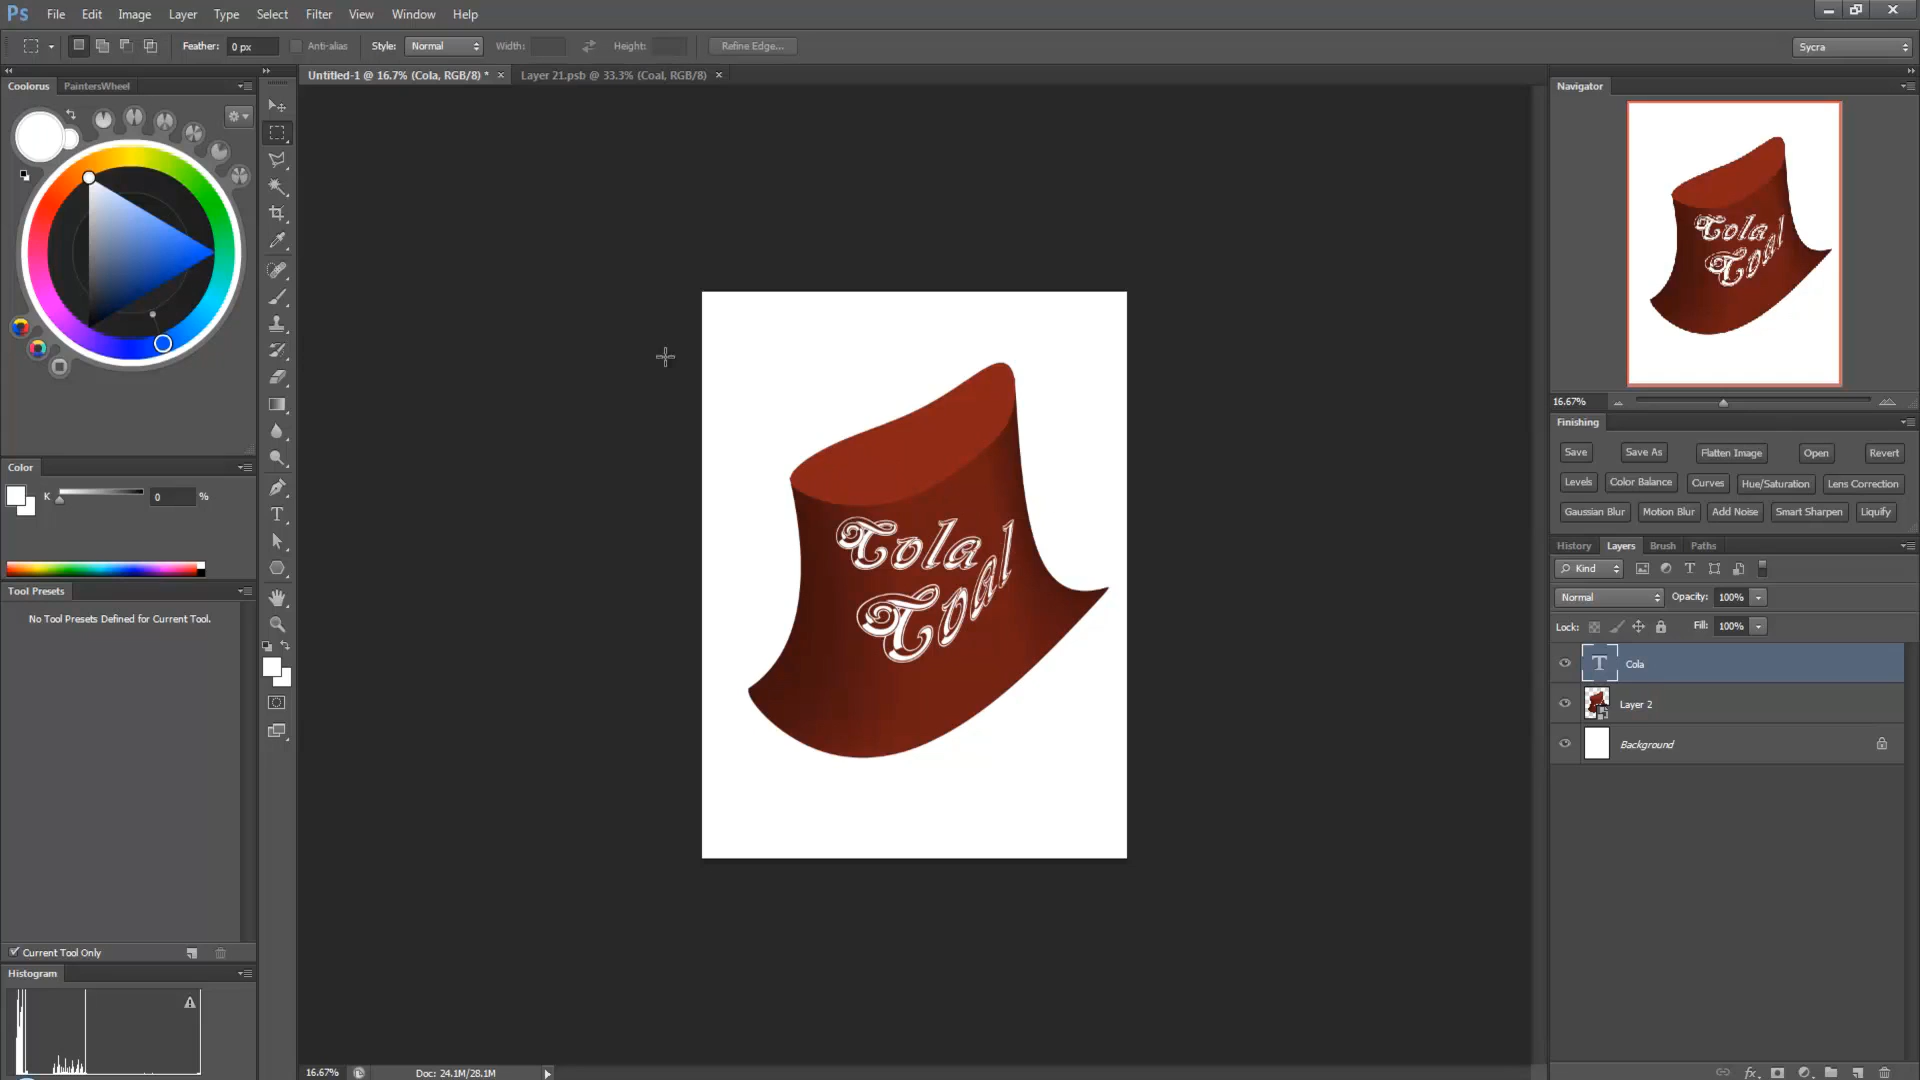 Ps File Edit Image Layer Type Select Filter View Window Help
Feather: 0 px Anti-alias Style: Normal Width: Height: Refine Edge... Sycra
Untitled-1 @ 16.7% (Cola, RGB/8) * × Layer 21.psb @ 33.3% (Coal, RGB/8) ×
Coolorus PaintersWheel
Color
K 0 %
Tool Presets
No Tool Presets Defined for Current Tool.
Current Tool Only
Histogram
Cola
Coal
16.67% Doc: 24.1M/28.1M
Navigator
Cola
Coal
16.67%
Finishing
Save Save As Flatten Image Open Revert
Levels Color Balance Curves Hue/Saturation Lens Correction
Gaussian Blur Motion Blur Add Noise Smart Sharpen Liquify
History Layers Brush Paths
Kind T
Normal Opacity: 100%
Lock: Fill: 100%
T Cola
Layer 2
Background
fx